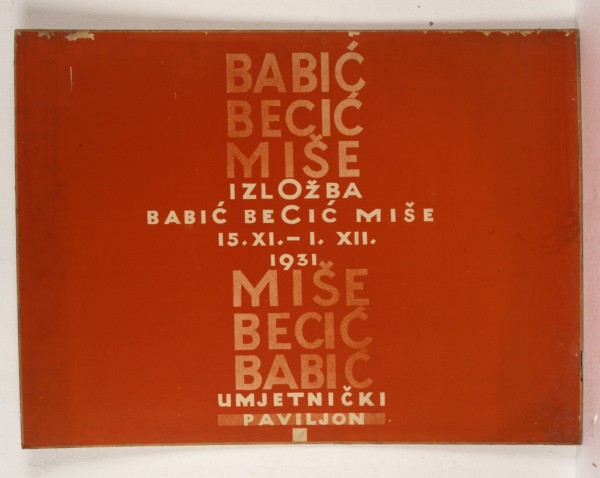 BABIĆ
BECIĆ
MIŠE
IZLOŽBA
BABIĆ BECIĆ MIŠE
15. XI. – 1. XII.
1931.
MIŠE
BECIĆ
BABIĆ
UMJETNIČKI
PAVILJON